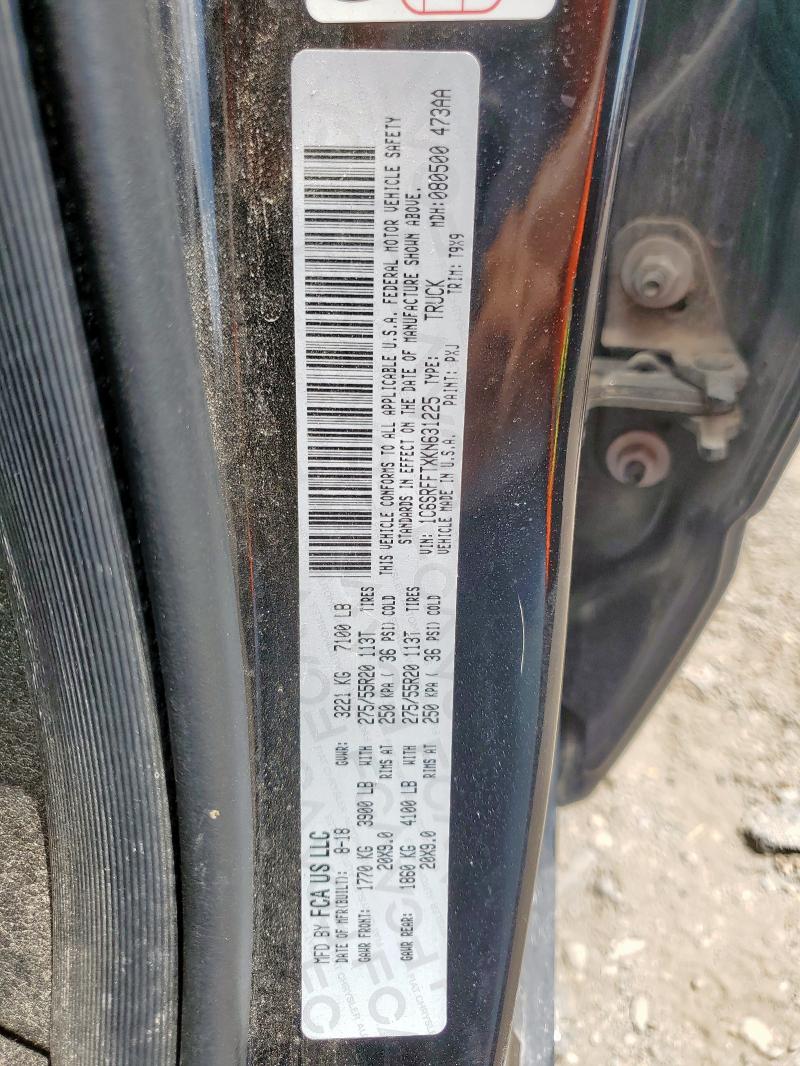 MFD BY FCA US LLC
DATE OF MFR(BUILT): 8-18 GVWR: 3221 KG 7100 LB
GAWR FRONT: 1770 KG 3900 LB WITH 275/55R20 113T TIRES
20X9.0 RIMS AT 250 KPA( 36 PSI) COLD
GAWR REAR: 1860 KG 4100 LB WITH 275/55R20 113T TIRES
20X9.0 RIMS AT 250 KPA( 36 PSI) COLD
THIS VEHICLE CONFORMS TO ALL APPLICABLE U.S.A. FEDERAL MOTOR VEHICLE SAFETY
STANDARDS IN EFFECT ON THE DATE OF MANUFACTURE SHOWN ABOVE.
VIN: 1C6SRFFTXKN631225 TYPE: TRUCK MDH:080500 473AA
VEHICLE MADE IN U.S.A. PAINT: PXJ TRIM: T9X9